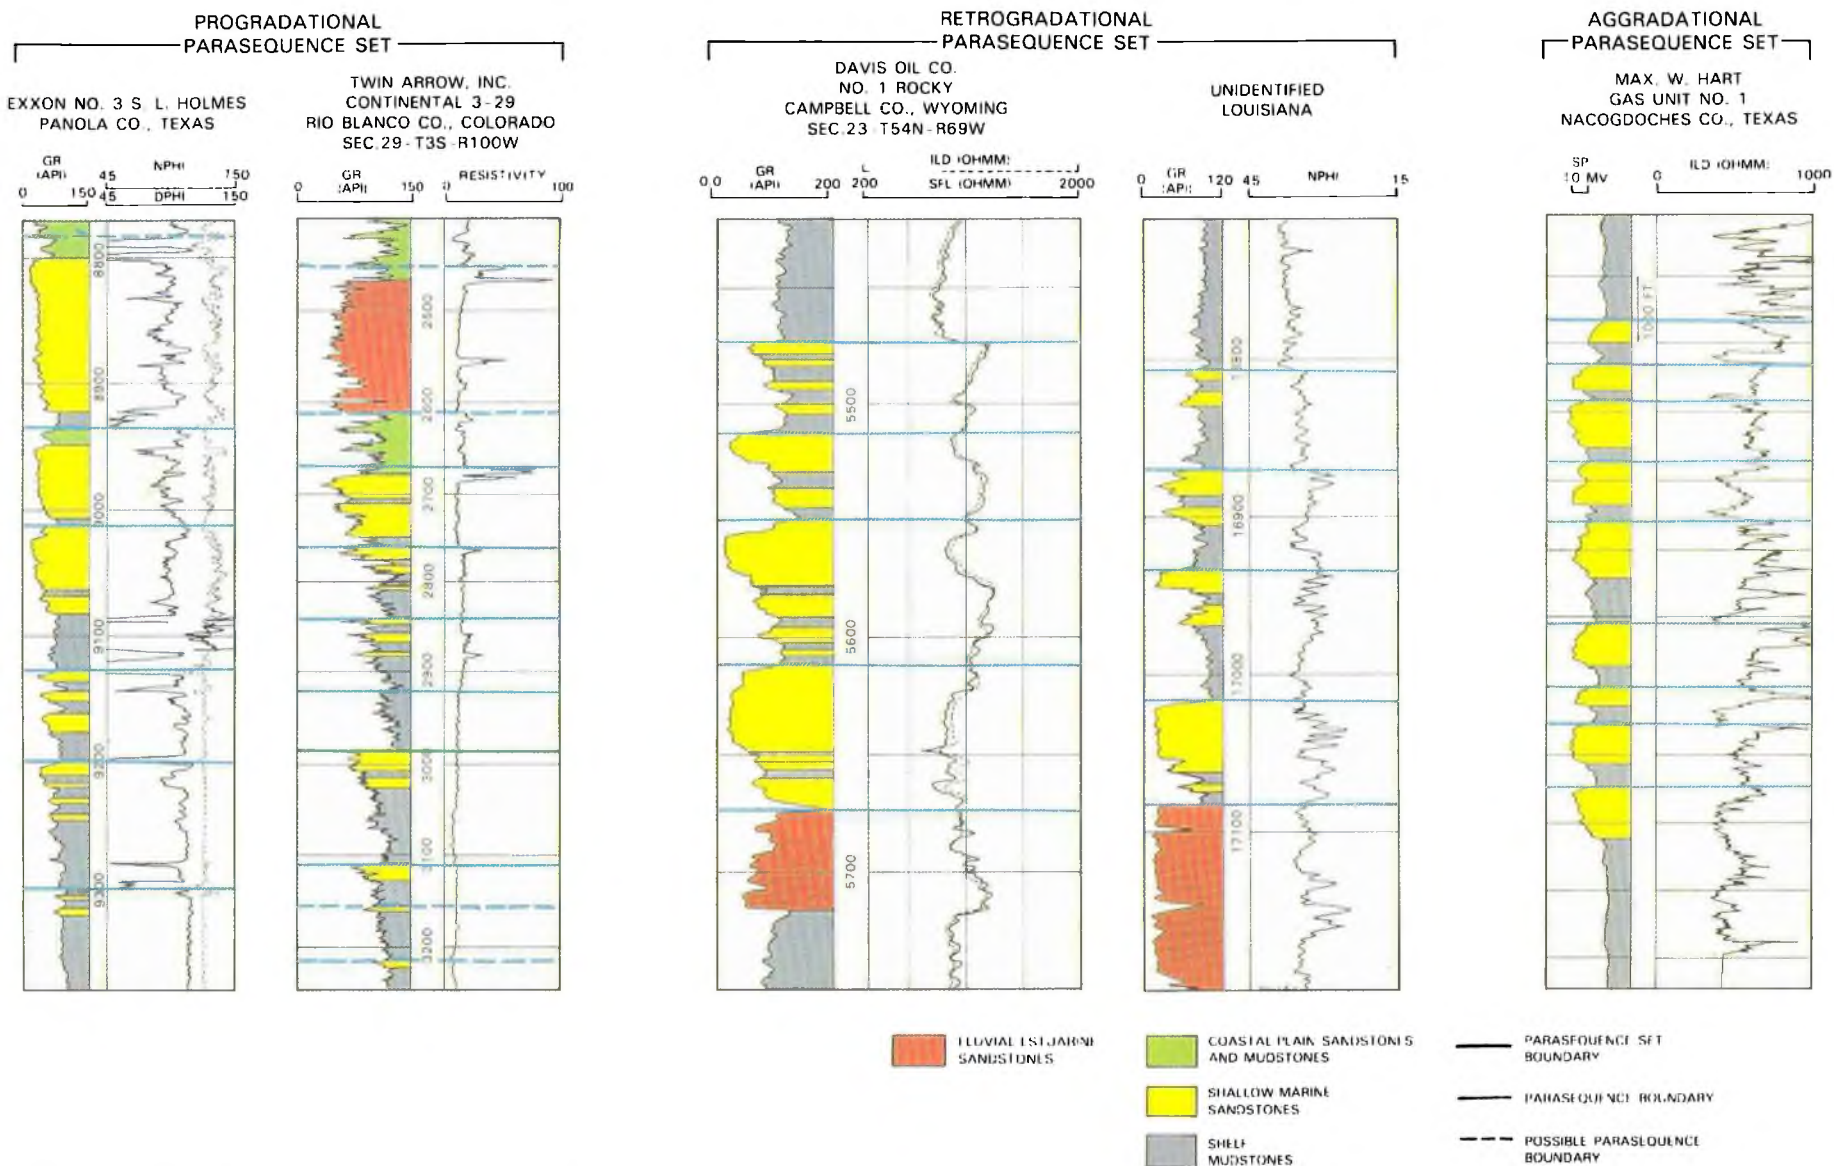 PROGRADATIONAL
PARASEQUENCE SET
RETROGRADATIONAL
PARASEQUENCE SET
AGGRADATIONAL
PARASEQUENCE SET
EXXON NO. 3 S. L. HOLMES
PANOLA CO., TEXAS
TWIN ARROW, INC.
CONTINENTAL 3-29
RIO BLANCO CO., COLORADO
SEC. 29 - T3S - R100W
DAVIS OIL CO.
NO. 1 ROCKY
CAMPBELL CO., WYOMING
SEC. 23 T54N - R69W
UNIDENTIFIED
LOUISIANA
MAX. W. HART
GAS UNIT NO. 1
NACOGDOCHES CO., TEXAS
GR
(API)
0 150
NPHI
45 150
DPHI
45 150
GR
(API)
0 150
RESISTIVITY
0 100
GR
(API)
0.0 200
ILD (OHMM)
SFL (OHMM)
200 2000
GR
(API)
0 120
NPHI
45 15
SP
10 MV
ILD (OHMM)
0 1000
8800
8900
9000
9100
9200
9300
2500
2600
2700
2800
2900
3000
3100
3200
5500
5600
5700
16900
17000
17100
FLUVIAL ESTUARINE
SANDSTONES
COASTAL PLAIN SANDSTONES
AND MUDSTONES
SHALLOW MARINE
SANDSTONES
SHELF
MUDSTONES
PARASEQUENCE SET
BOUNDARY
PARASEQUENCE BOUNDARY
POSSIBLE PARASEQUENCE
BOUNDARY